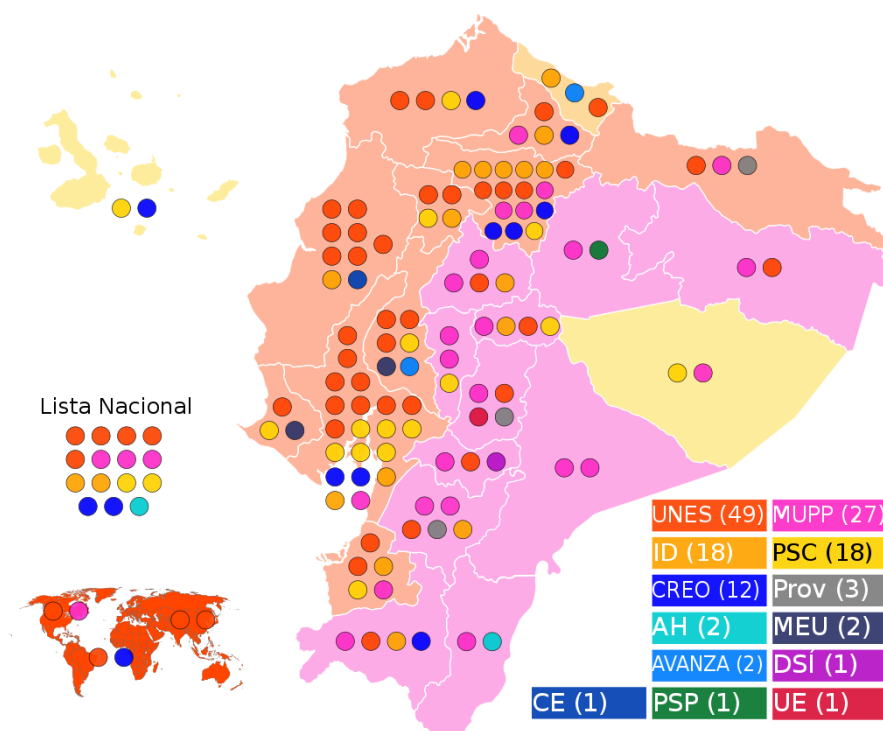 Lista Nacional
UNES (49) MUPP (27)
ID (18) PSC (18)
CREO (12) Prov (3)
AH (2) MEU (2)
AVANZA (2) DSÍ (1)
CE (1) PSP (1) UE (1)